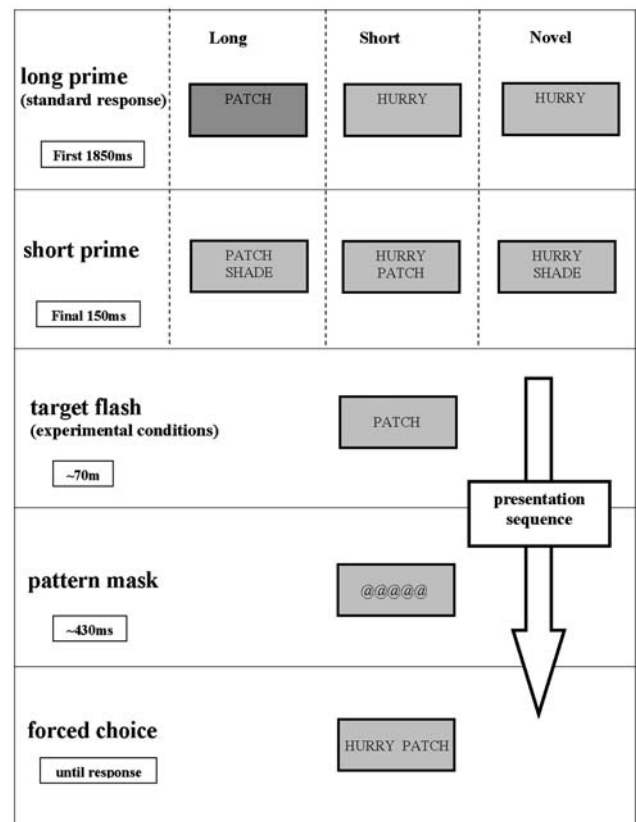 Long Short Novel
long prime
(standard response)
PATCH HURRY HURRY
First 1850ms
short prime
PATCH HURRY HURRY
SHADE PATCH SHADE
Final 150ms
target flash
(experimental conditions)
PATCH
~70m
presentation
sequence
pattern mask
@@@@@
~430ms
forced choice
HURRY PATCH
until response